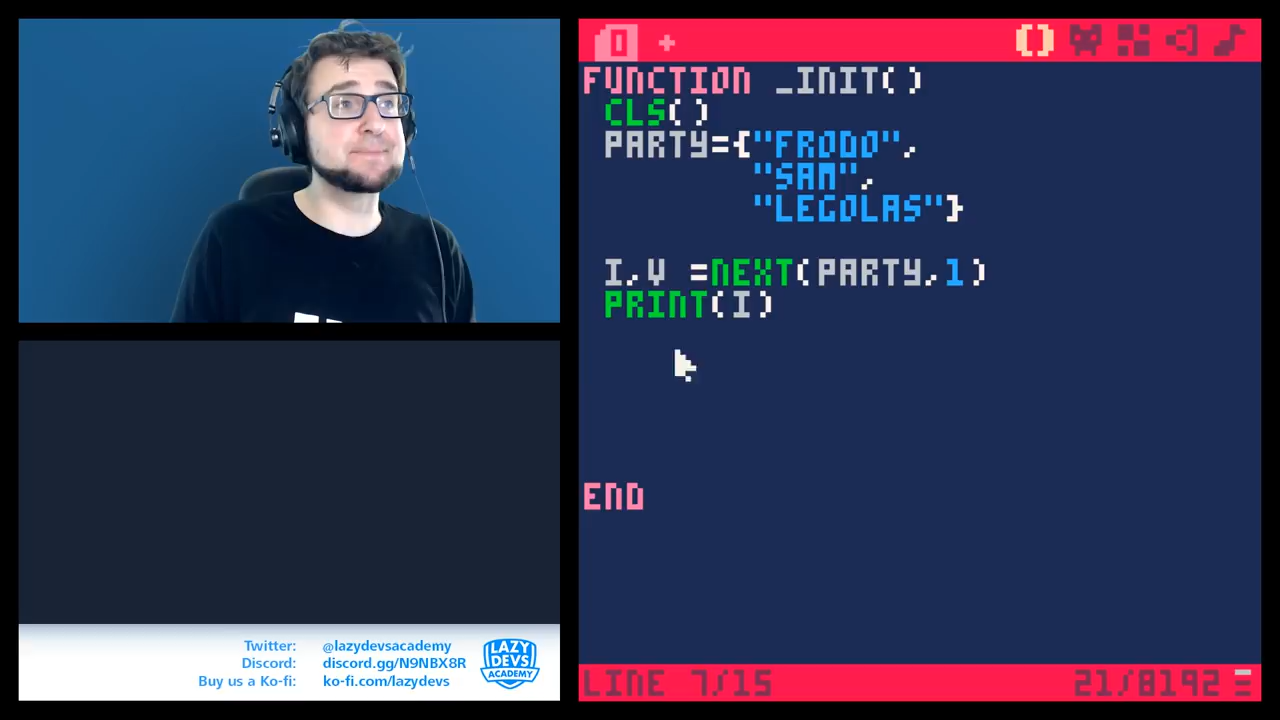 FUNCTION _INIT()
CLS()
PARTY={"FRODO",
"SAM",
"LEGOLAS"}
I,V =NEXT(PARTY,1)
PRINT(I)
END
LINE 7/15
21/8192
Twitter: @lazydevsacademy
Discord: discord.gg/N9NBX8R
Buy us a Ko-fi: ko-fi.com/lazydevs
LAZY
DEVS
ACADEMY